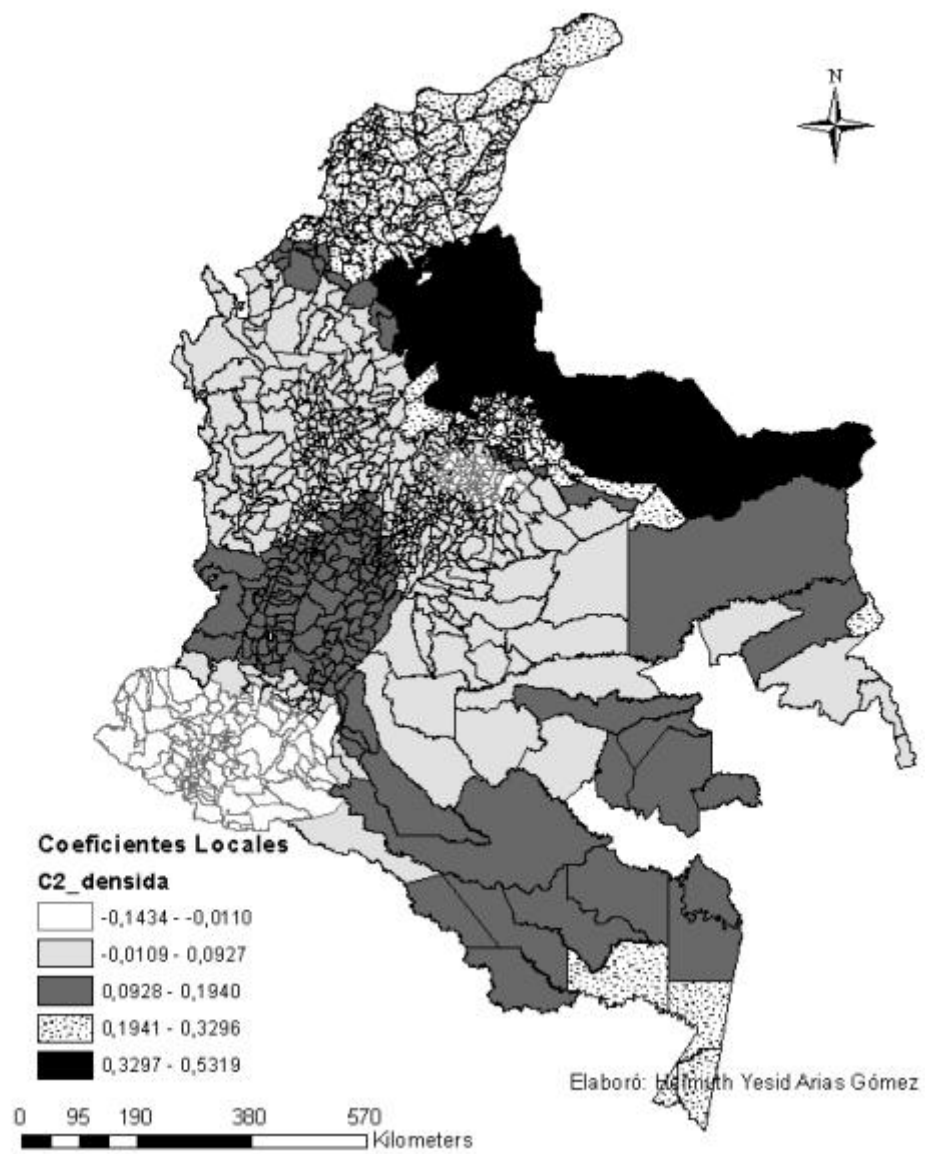 N
Coeficientes Locales
C2_densida
-0,1434 - -0,0110
-0,0109 - 0,0927
0,0928 - 0,1940
0,1941 - 0,3296
0,3297 - 0,5319
Elaboró: Helmuth Yesid Arias Gómez
0 95 190 380 570
Kilometers